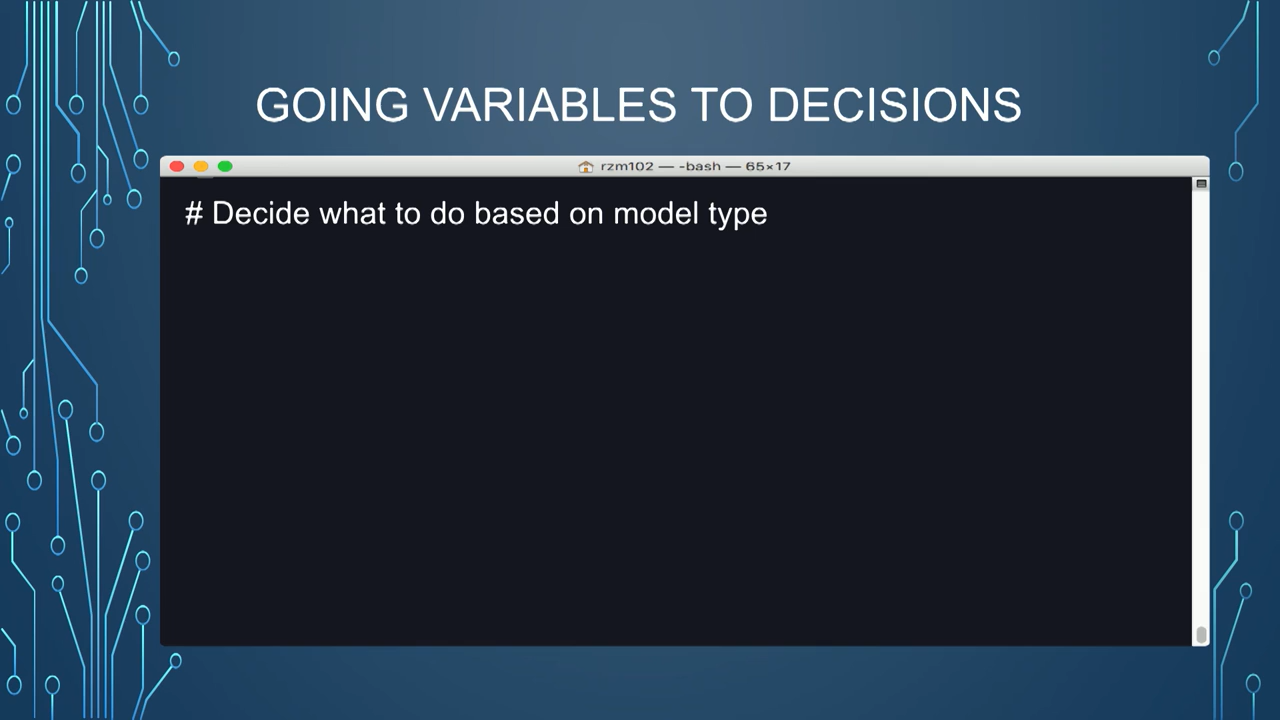 GOING VARIABLES TO DECISIONS
rzm102 — -bash — 65×17
# Decide what to do based on model type